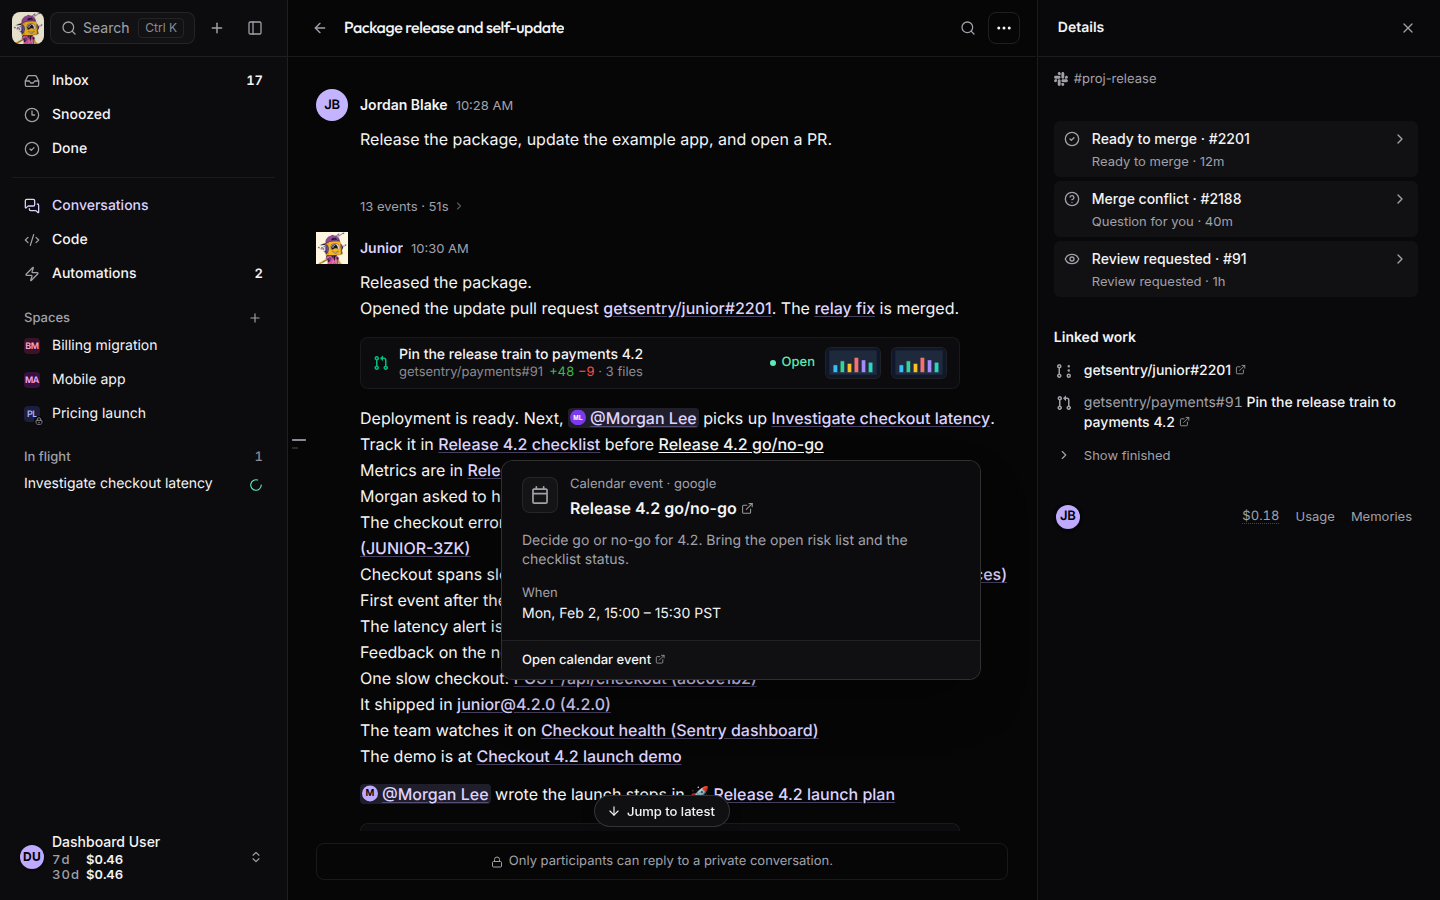 Search Ctrl K
Inbox 17
Snoozed
Done
Conversations
Code
Automations 2
Spaces
BM Billing migration
MA Mobile app
PL Pricing launch
In flight 1
Investigate checkout latency
DU Dashboard User
7d $0.46
30d $0.46
Package release and self-update
JB Jordan Blake 10:28 AM
Release the package, update the example app, and open a PR.
13 events · 51s
Junior 10:30 AM
Released the package.
Opened the update pull request getsentry/junior#2201. The relay fix is merged.
Pin the release train to payments 4.2
getsentry/payments#91 +48 −9 · 3 files
Open
Deployment is ready. Next, ML @Morgan Lee picks up Investigate checkout latency.
Track it in Release 4.2 checklist before Release 4.2 go/no-go
Metrics are in Rele
Morgan asked to h
The checkout error
(JUNIOR-3ZK)
Checkout spans slo ces)
First event after the
The latency alert is
Feedback on the n
One slow checkout: POST /api/checkout
It shipped in junior@4.2.0 (4.2.0)
The team watches it on Checkout health (Sentry dashboard)
The demo is at Checkout 4.2 launch demo
M @Morgan Lee wrote the launch steps in 🚀 Release 4.2 launch plan
Calendar event · google
Release 4.2 go/no-go
Decide go or no-go for 4.2. Bring the open risk list and the
checklist status.
When
Mon, Feb 2, 15:00 – 15:30 PST
Open calendar event
Jump to latest
Only participants can reply to a private conversation.
Details
#proj-release
Ready to merge · #2201
Ready to merge · 12m
Merge conflict · #2188
Question for you · 40m
Review requested · #91
Review requested · 1h
Linked work
getsentry/junior#2201
getsentry/payments#91 Pin the release train to
payments 4.2
Show finished
JB $0.18 Usage Memories